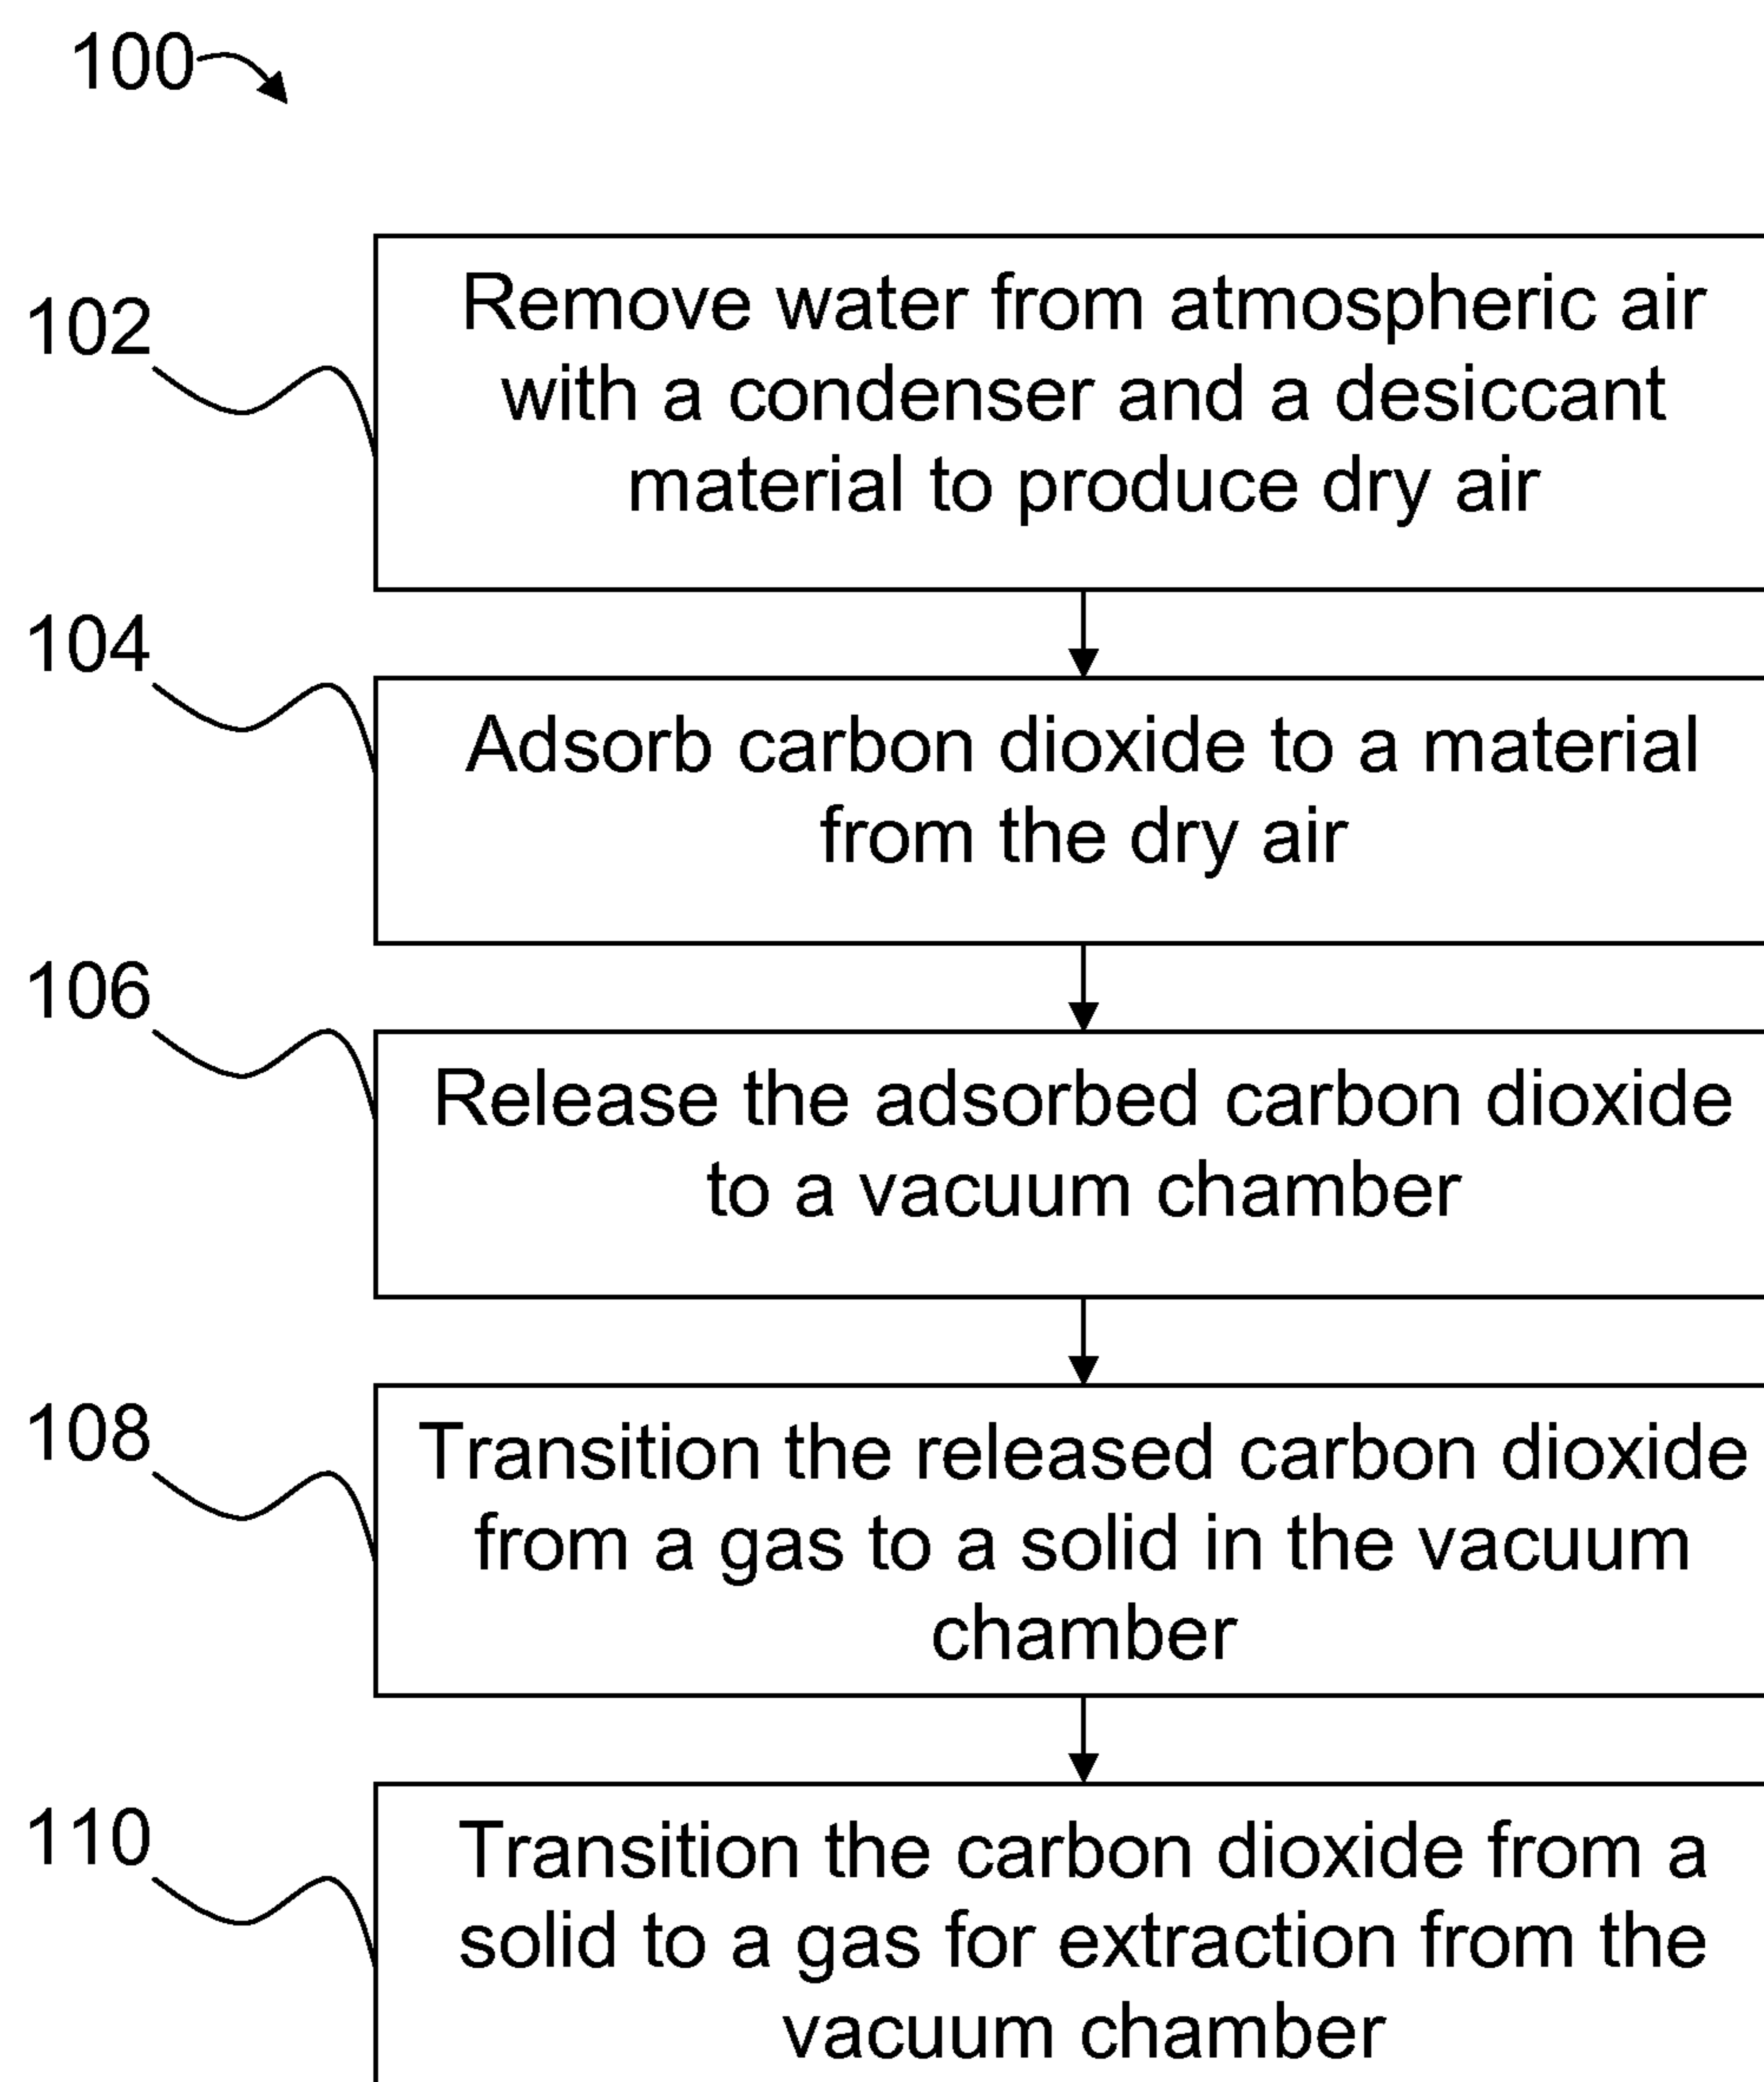 100
102
Remove water from atmospheric air
with a condenser and a desiccant
material to produce dry air
104
Adsorb carbon dioxide to a material
from the dry air
106
Release the adsorbed carbon dioxide
to a vacuum chamber
108
Transition the released carbon dioxide
from a gas to a solid in the vacuum
chamber
110
Transition the carbon dioxide from a
solid to a gas for extraction from the
vacuum chamber